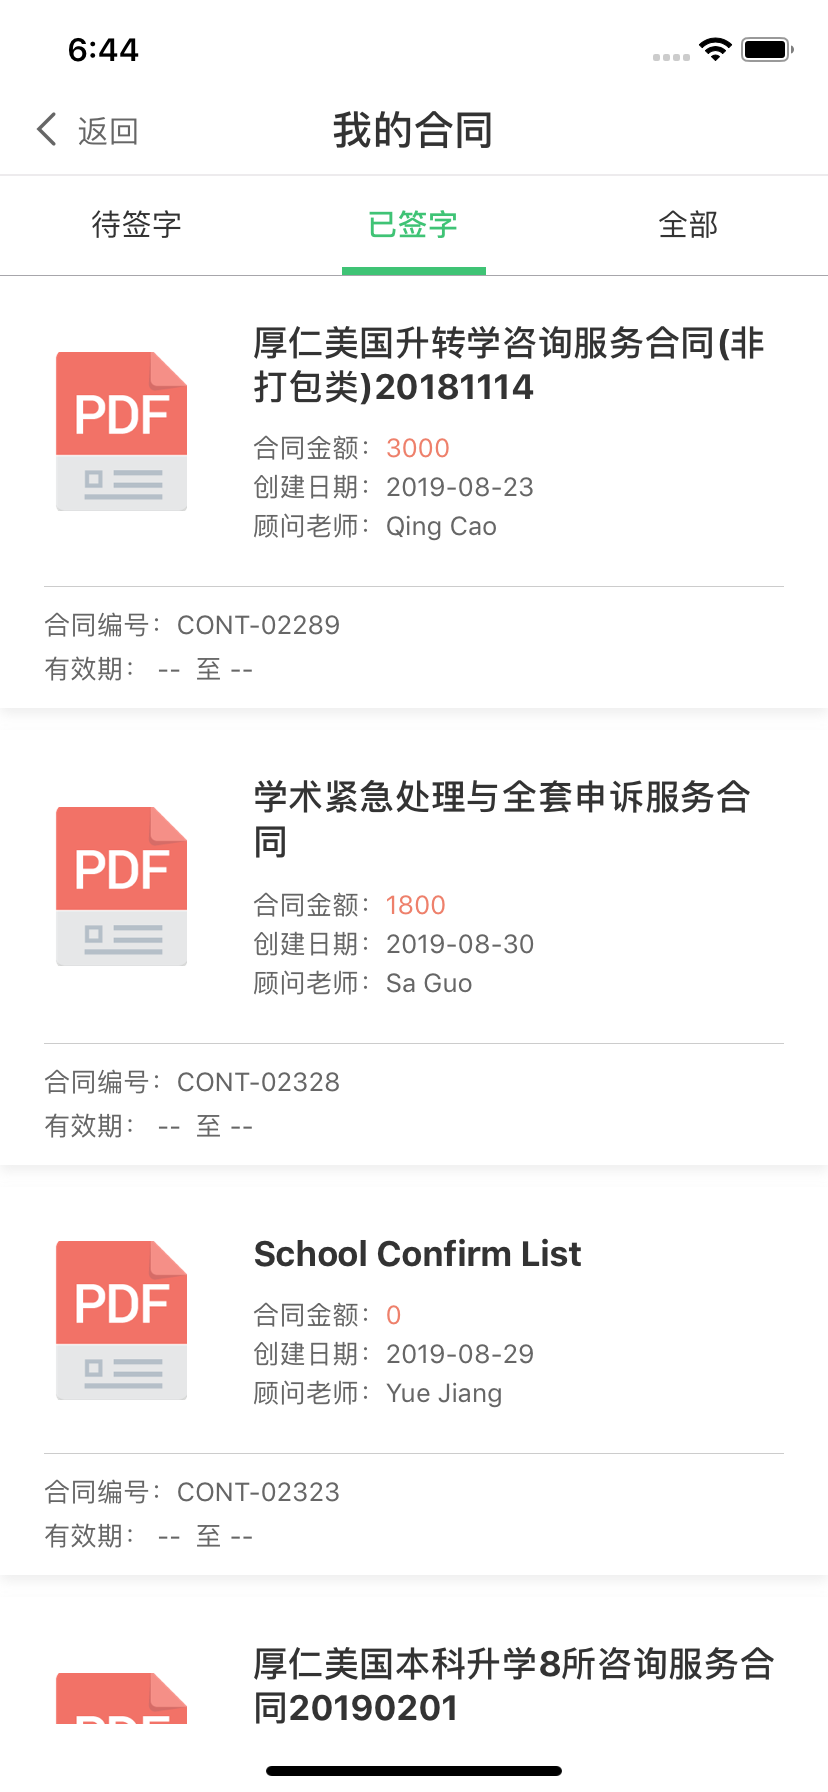 6:44
返回
我的合同
待签字
已签字
全部
厚仁美国升转学咨询服务合同(非
打包类)20181114
PDF
合同金额：3000
创建日期：2019-08-23
顾问老师：Qing Cao
合同编号：CONT-02289
有效期： -- 至 --
学术紧急处理与全套申诉服务合
同
PDF
合同金额：1800
创建日期：2019-08-30
顾问老师：Sa Guo
合同编号：CONT-02328
有效期： -- 至 --
School Confirm List
PDF
合同金额：0
创建日期：2019-08-29
顾问老师：Yue Jiang
合同编号：CONT-02323
有效期： -- 至 --
厚仁美国本科升学8所咨询服务合
同20190201
PDF